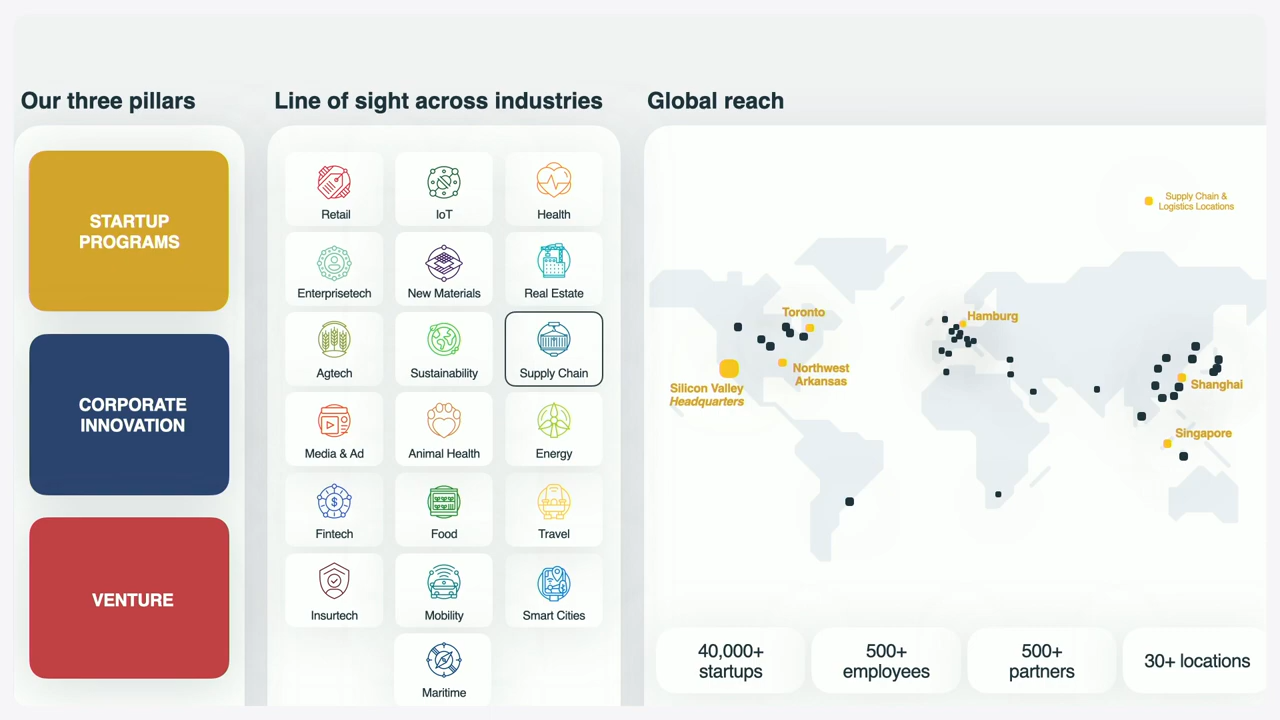 Our three pillars
Line of sight across industries
Global reach
STARTUP
PROGRAMS
CORPORATE
INNOVATION
VENTURE
Retail
IoT
Health
Enterprisetech
New Materials
Real Estate
Agtech
Sustainability
Supply Chain
Media & Ad
Animal Health
Energy
Fintech
$
Food
Travel
Insurtech
Mobility
Smart Cities
Maritime
Supply Chain &
Logistics Locations
Toronto
Hamburg
Northwest
Arkansas
Silicon Valley
Headquarters
Shanghai
Singapore
40,000+
startups
500+
employees
500+
partners
30+ locations